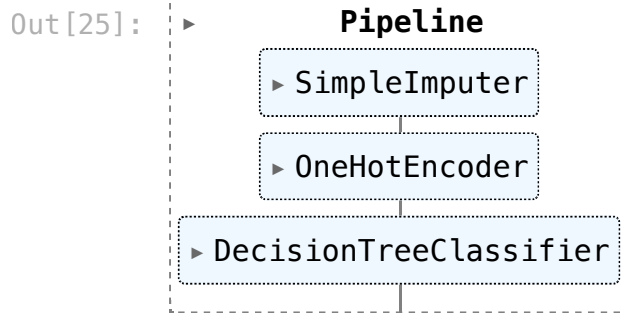 Out[25]: ▸ Pipeline
▸ SimpleImputer
▸ OneHotEncoder
▸ DecisionTreeClassifier